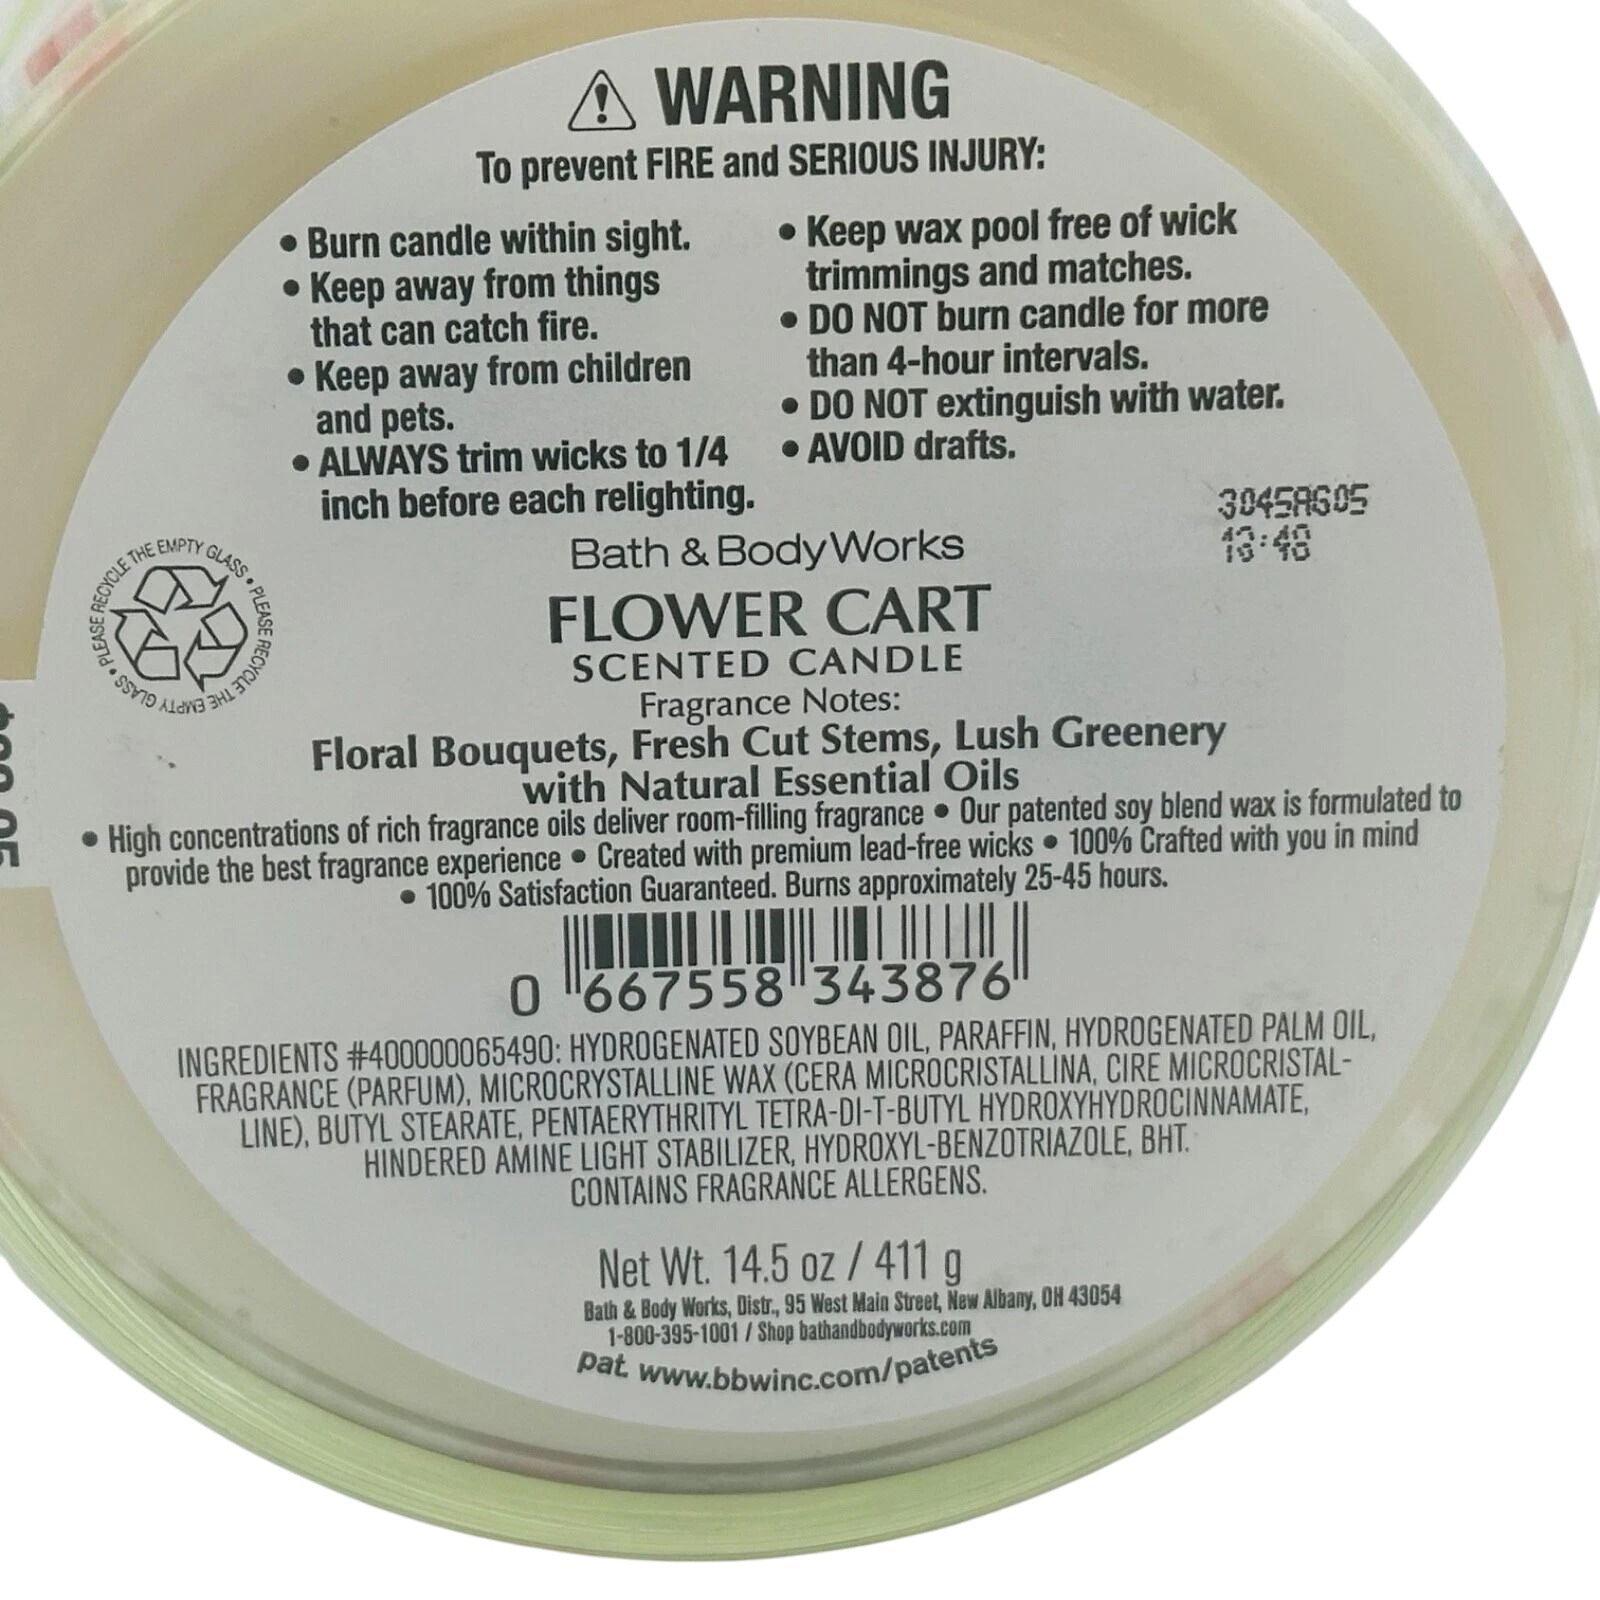 WARNING
To prevent FIRE and SERIOUS INJURY:
• Burn candle within sight.
• Keep away from things
that can catch fire.
• Keep away from children
and pets.
• ALWAYS trim wicks to 1/4
inch before each relighting.
• Keep wax pool free of wick
trimmings and matches.
• DO NOT burn candle for more
than 4-hour intervals.
• DO NOT extinguish with water.
• AVOID drafts.
3045AG05
PLEASE RECYCLE THE EMPTY GLASS • PLEASE RECYCLE THE EMPTY GLASS •
Bath & Body Works
FLOWER CART
SCENTED CANDLE
Fragrance Notes:
Floral Bouquets, Fresh Cut Stems, Lush Greenery
with Natural Essential Oils
• High concentrations of rich fragrance oils deliver room-filling fragrance • Our patented soy blend wax is formulated to
provide the best fragrance experience • Created with premium lead-free wicks • 100% Crafted with you in mind
• 100% Satisfaction Guaranteed. Burns approximately 25-45 hours.
0 667558 343876
INGREDIENTS #400000065490: HYDROGENATED SOYBEAN OIL, PARAFFIN, HYDROGENATED PALM OIL,
FRAGRANCE (PARFUM), MICROCRYSTALLINE WAX (CERA MICROCRISTALLINA, CIRE MICROCRISTAL-
LINE), BUTYL STEARATE, PENTAERYTHRITYL TETRA-DI-T-BUTYL HYDROXYHYDROCINNAMATE,
HINDERED AMINE LIGHT STABILIZER, HYDROXYL-BENZOTRIAZOLE, BHT.
CONTAINS FRAGRANCE ALLERGENS.
Net Wt. 14.5 oz / 411 g
Bath & Body Works, Distr., 95 West Main Street, New Albany, OH 43054
1-800-395-1001 / Shop bathandbodyworks.com
pat. www.bbwinc.com/patents